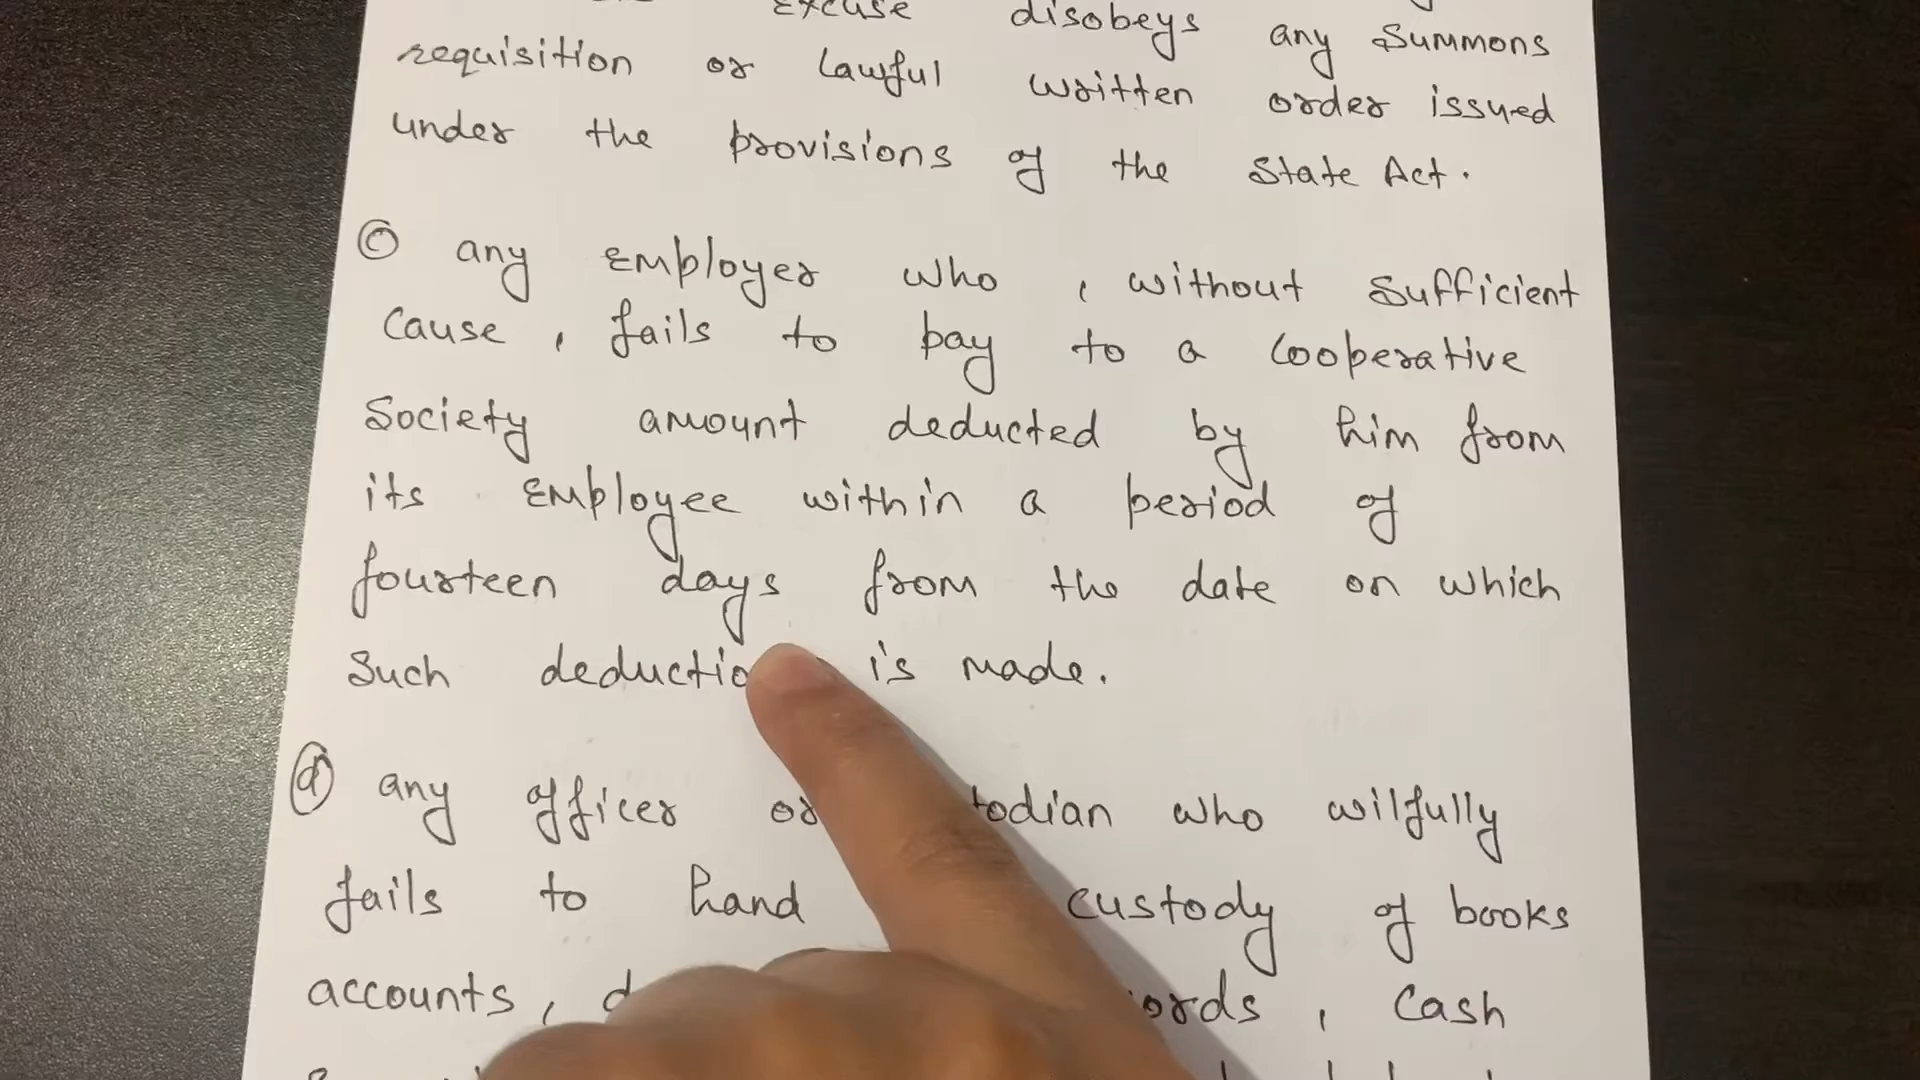 excuse disobeys any summons
requisition or lawful written order issued
under the provisions of the State Act.
(c) any employer who, without sufficient
cause, fails to pay to a cooperative
society amount deducted by him from
its employee within a period of
fourteen days from the date on which
such deduction is made.
(d) any officer or who wilfully
fails to hand custody of books
accounts, cash